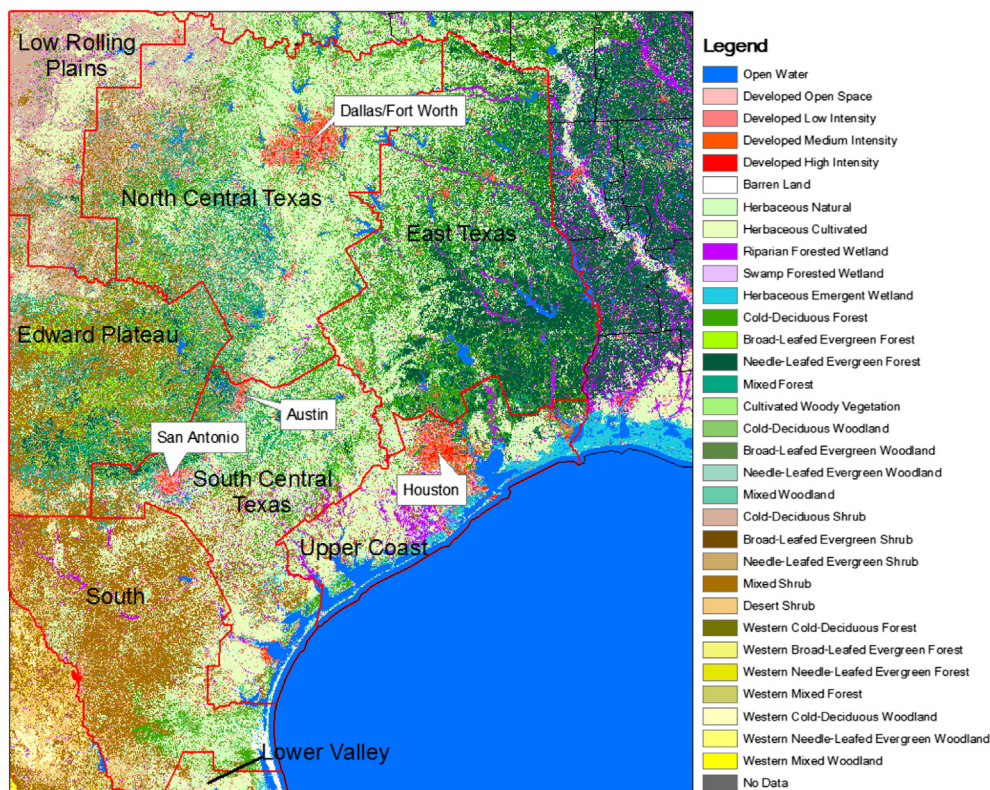 Low Rolling
Plains
Dallas/Fort Worth
North Central Texas
East Texas
Edward Plateau
Austin
San Antonio
South Central
Texas
Houston
Upper Coast
South
Lower Valley
Legend
Open Water
Developed Open Space
Developed Low Intensity
Developed Medium Intensity
Developed High Intensity
Barren Land
Herbaceous Natural
Herbaceous Cultivated
Riparian Forested Wetland
Swamp Forested Wetland
Herbaceous Emergent Wetland
Cold-Deciduous Forest
Broad-Leafed Evergreen Forest
Needle-Leafed Evergreen Forest
Mixed Forest
Cultivated Woody Vegetation
Cold-Deciduous Woodland
Broad-Leafed Evergreen Woodland
Needle-Leafed Evergreen Woodland
Mixed Woodland
Cold-Deciduous Shrub
Broad-Leafed Evergreen Shrub
Needle-Leafed Evergreen Shrub
Mixed Shrub
Desert Shrub
Western Cold-Deciduous Forest
Western Broad-Leafed Evergreen Forest
Western Needle-Leafed Evergreen Forest
Western Mixed Forest
Western Cold-Deciduous Woodland
Western Needle-Leafed Evergreen Woodland
Western Mixed Woodland
No Data